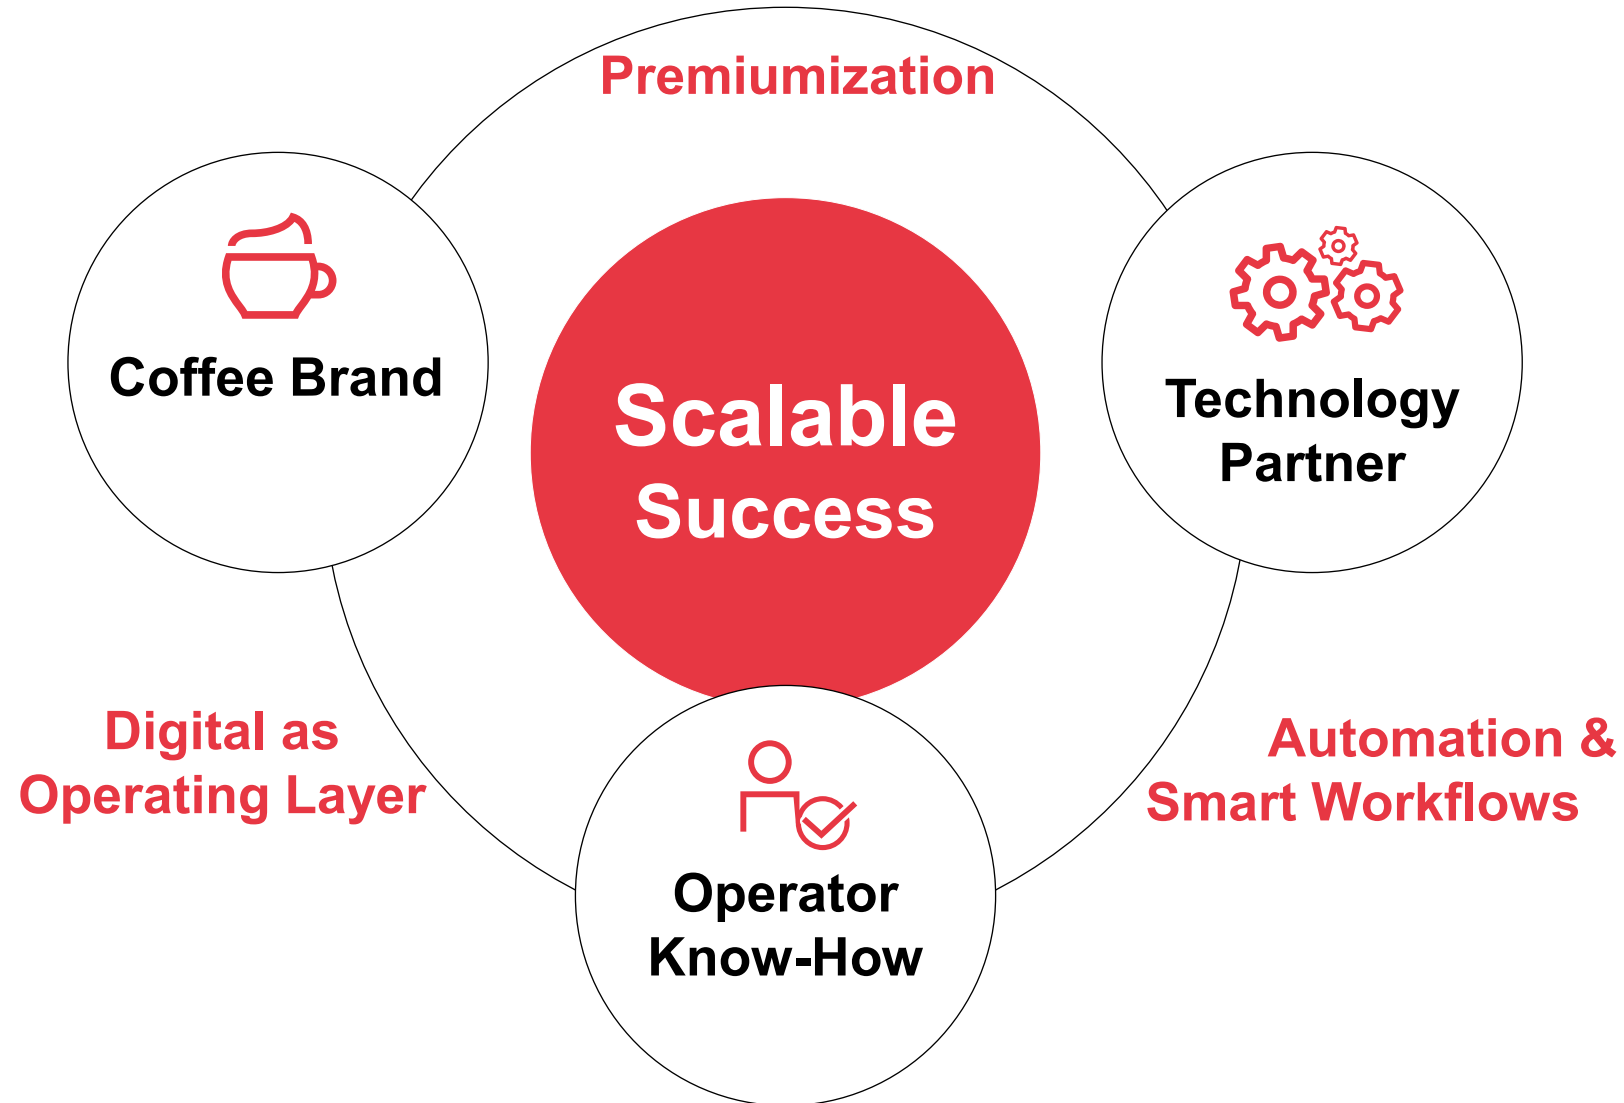 Premiumization
Coffee Brand
Scalable
Success
Technology
Partner
Digital as
Operating Layer
Automation &
Smart Workflows
Operator
Know-How